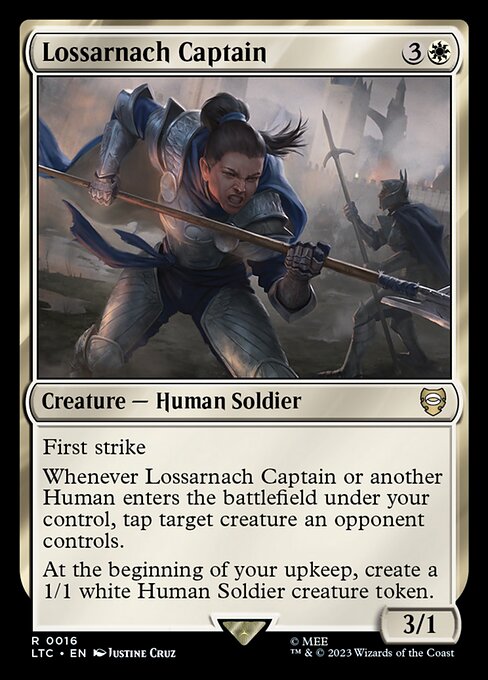 Lossarnach Captain 3
Creature — Human Soldier
First strike
Whenever Lossarnach Captain or another
Human enters the battlefield under your
control, tap target creature an opponent
controls.
At the beginning of your upkeep, create a
1/1 white Human Soldier creature token.
3/1
R 0016
LTC • EN Justine Cruz
© MEE
™ & © 2023 Wizards of the Coast